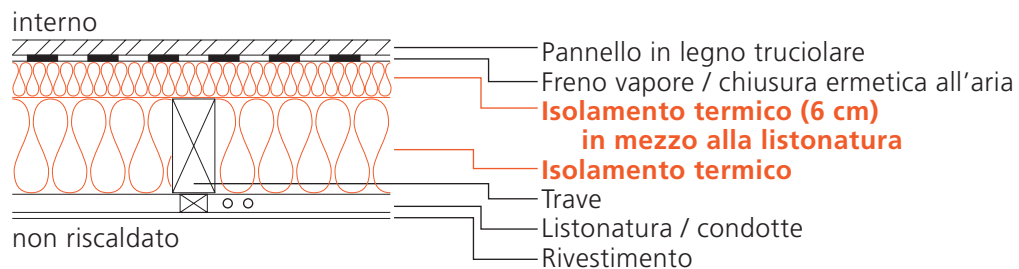 interno
Pannello in legno truciolare
Freno vapore / chiusura ermetica all'aria
Isolamento termico (6 cm)
in mezzo alla listonatura
Isolamento termico
Trave
Listonatura / condotte
Rivestimento
non riscaldato